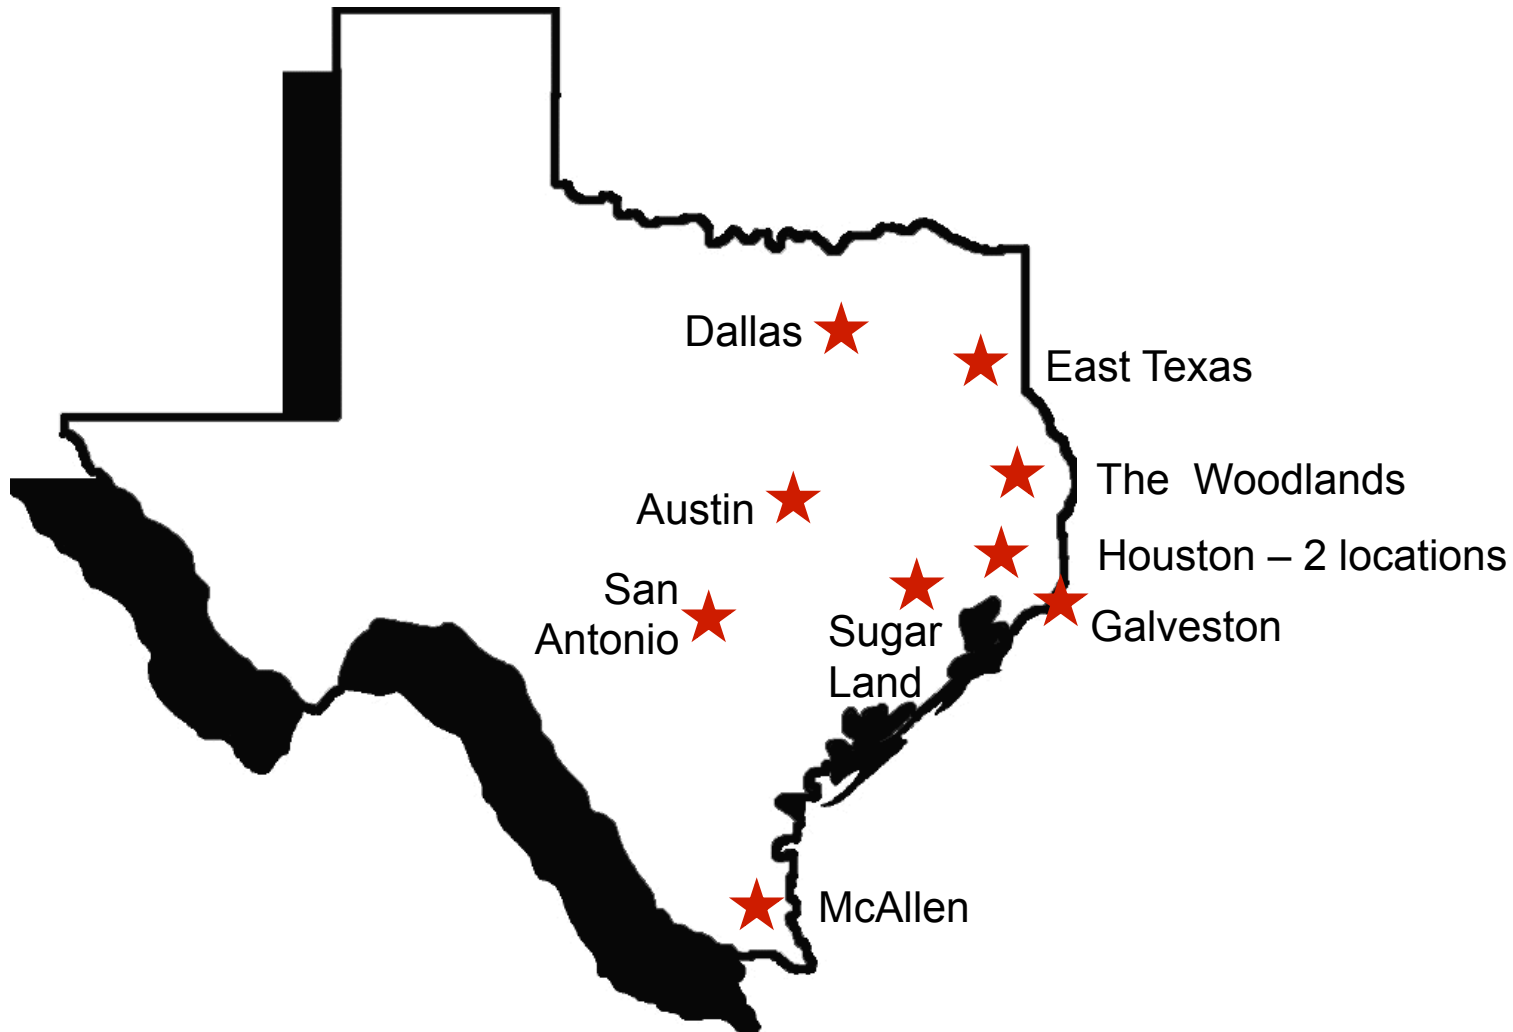 Dallas
East Texas
The  Woodlands
Austin
Houston – 2 locations
San
Antonio
Sugar
Land
Galveston
McAllen